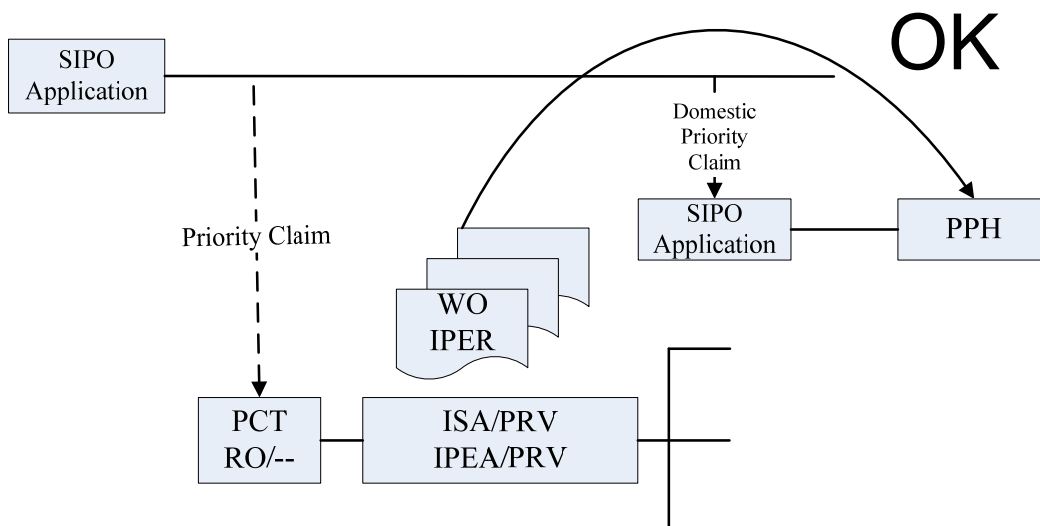 OK
SIPO
Application
Domestic
Priority
Claim
SIPO
Application
PPH
Priority Claim
WO
IPER
PCT
RO/--
ISA/PRV
IPEA/PRV